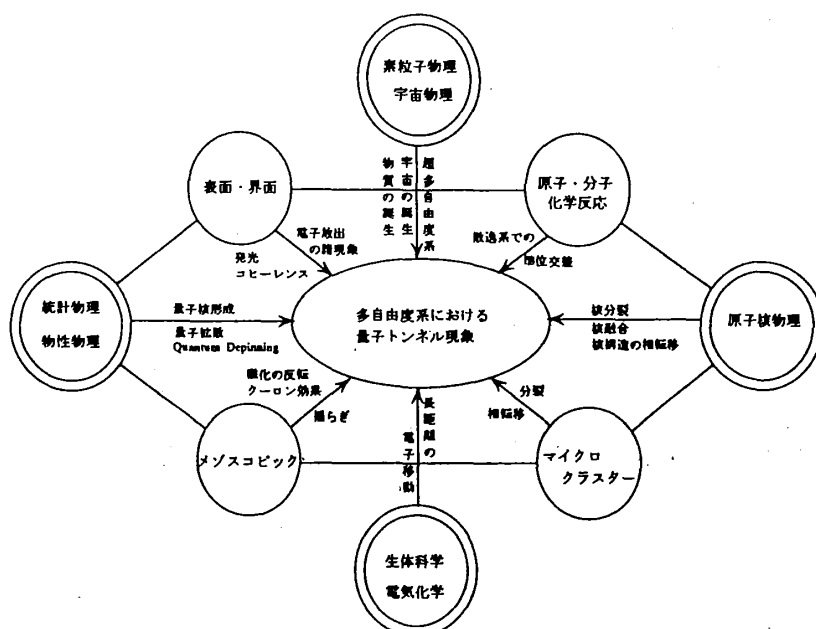 素粒子物理
宇宙物理
物質の誕生
宇宙の誕生
超多自由度系
表面・界面
原子・分子
化学反応
電子放出
の諸現象
発光
コヒーレンス
散逸系での
部位交替
統計物理
物性物理
量子核形成
量子拡散
Quantum Depinning
多自由度系における
量子トンネル現象
核分裂
核融合
核構造の相転移
原子核物理
磁化の反転
クーロン効果
揺らぎ
長距離の
電子移動
分裂
相転移
メゾスコピック
マイクロ
クラスター
生体科学
電気化学